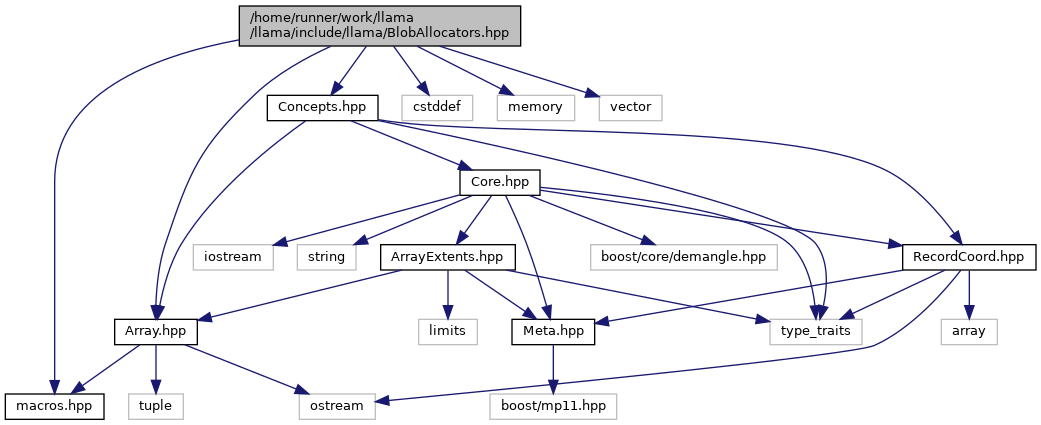 /home/runner/work/llama
/llama/include/llama/BlobAllocators.hpp
Concepts.hpp
cstddef
memory
vector
Core.hpp
iostream
string
ArrayExtents.hpp
boost/core/demangle.hpp
RecordCoord.hpp
Array.hpp
limits
Meta.hpp
type_traits
array
macros.hpp
tuple
ostream
boost/mp11.hpp